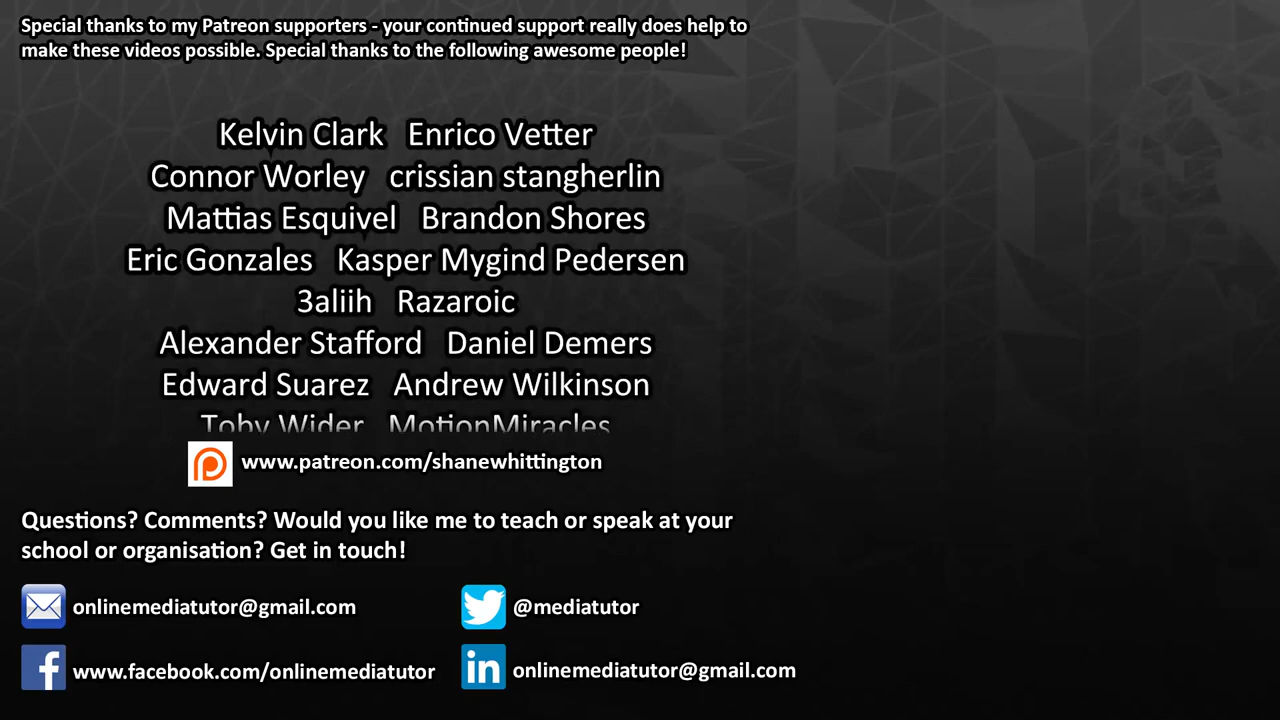 Special thanks to my Patreon supporters - your continued support really does help to
make these videos possible. Special thanks to the following awesome people!
Kelvin Clark Enrico Vetter
Connor Worley crissian stangherlin
Mattias Esquivel Brandon Shores
Eric Gonzales Kasper Mygind Pedersen
3aliih Razaroic
Alexander Stafford Daniel Demers
Edward Suarez Andrew Wilkinson
Toby Wider MotionMiracles
www.patreon.com/shanewhittington
Questions? Comments? Would you like me to teach or speak at your
school or organisation? Get in touch!
onlinemediatutor@gmail.com
@mediatutor
www.facebook.com/onlinemediatutor
onlinemediatutor@gmail.com